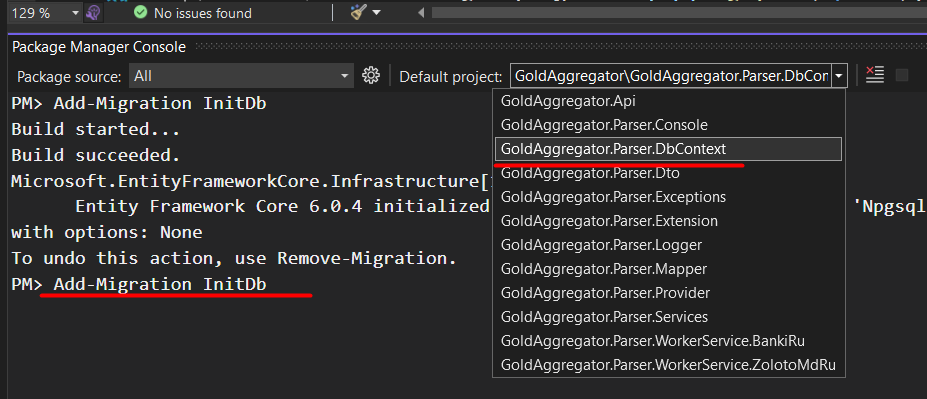 129 % No issues found
Package Manager Console
Package source: All Default project: GoldAggregator\GoldAggregator.Parser.DbCon
PM> Add-Migration InitDb
Build started...
Build succeeded.
Microsoft.EntityFrameworkCore.Infrastructure[
Entity Framework Core 6.0.4 initialized 'Npgsql
with options: None
To undo this action, use Remove-Migration.
PM> Add-Migration InitDb
GoldAggregator.Api
GoldAggregator.Parser.Console
GoldAggregator.Parser.DbContext
GoldAggregator.Parser.Dto
GoldAggregator.Parser.Exceptions
GoldAggregator.Parser.Extension
GoldAggregator.Parser.Logger
GoldAggregator.Parser.Mapper
GoldAggregator.Parser.Provider
GoldAggregator.Parser.Services
GoldAggregator.Parser.WorkerService.BankiRu
GoldAggregator.Parser.WorkerService.ZolotoMdRu